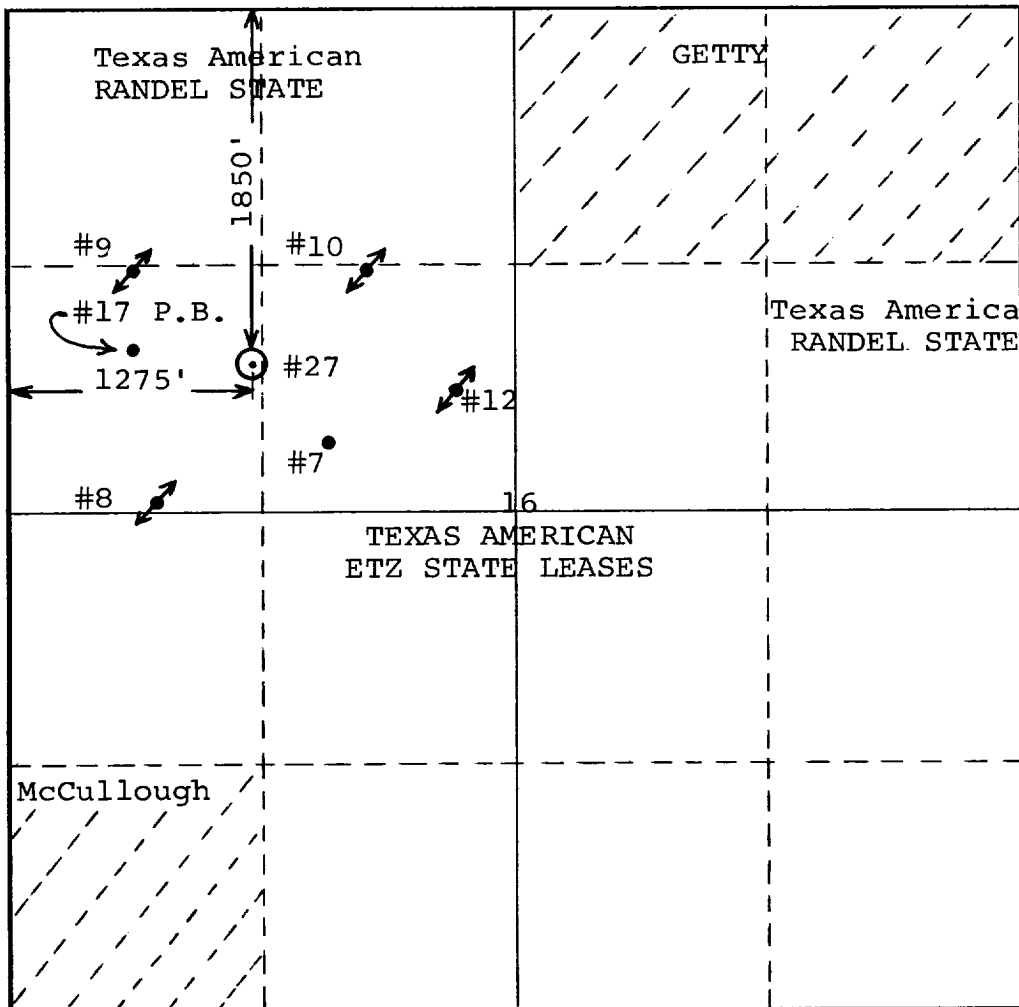 Texas American
RANDEL STATE
GETTY
1850'
#9
#10
#17 P.B.
Texas America
RANDEL STATE
#27
1275'
#12
#7
#8
16
TEXAS AMERICAN
ETZ STATE LEASES
McCullough